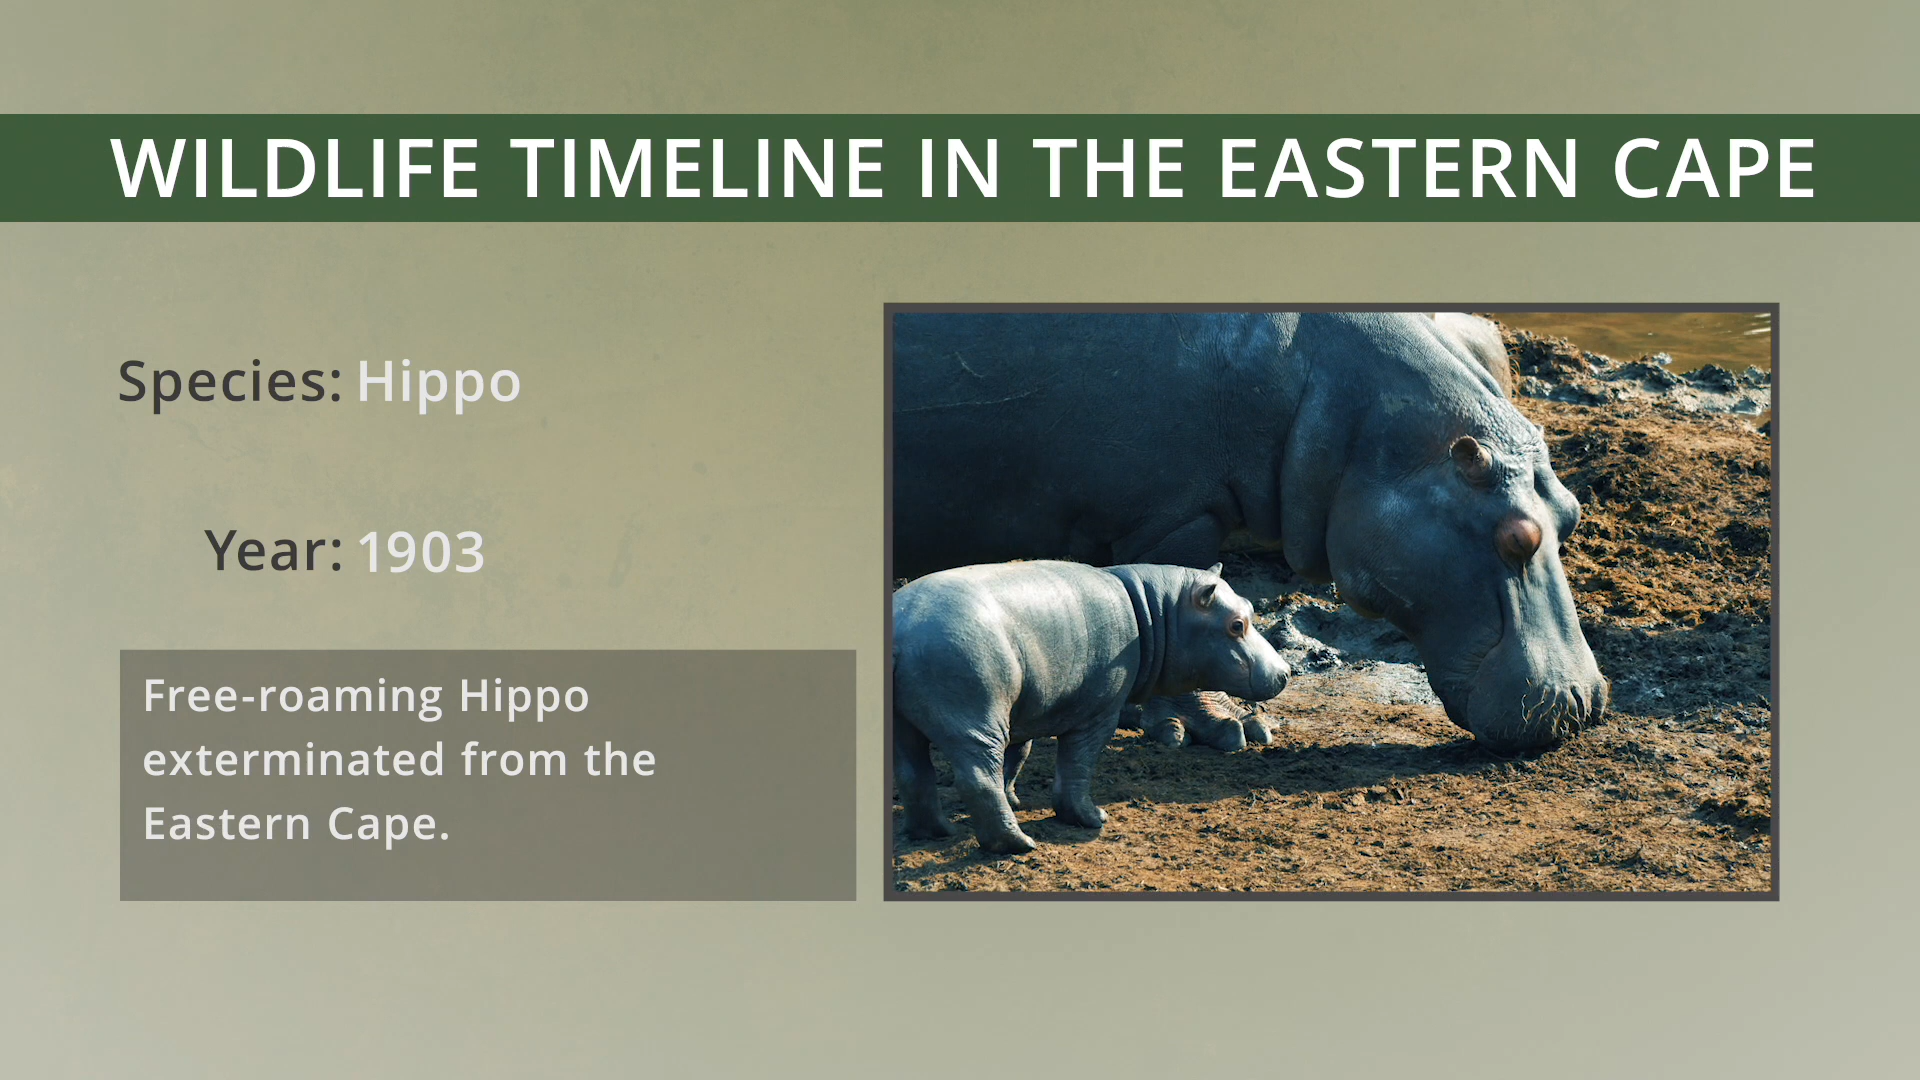 WILDLIFE TIMELINE IN THE EASTERN CAPE
Species: Hippo
Year: 1903
Free-roaming Hippo
exterminated from the
Eastern Cape.